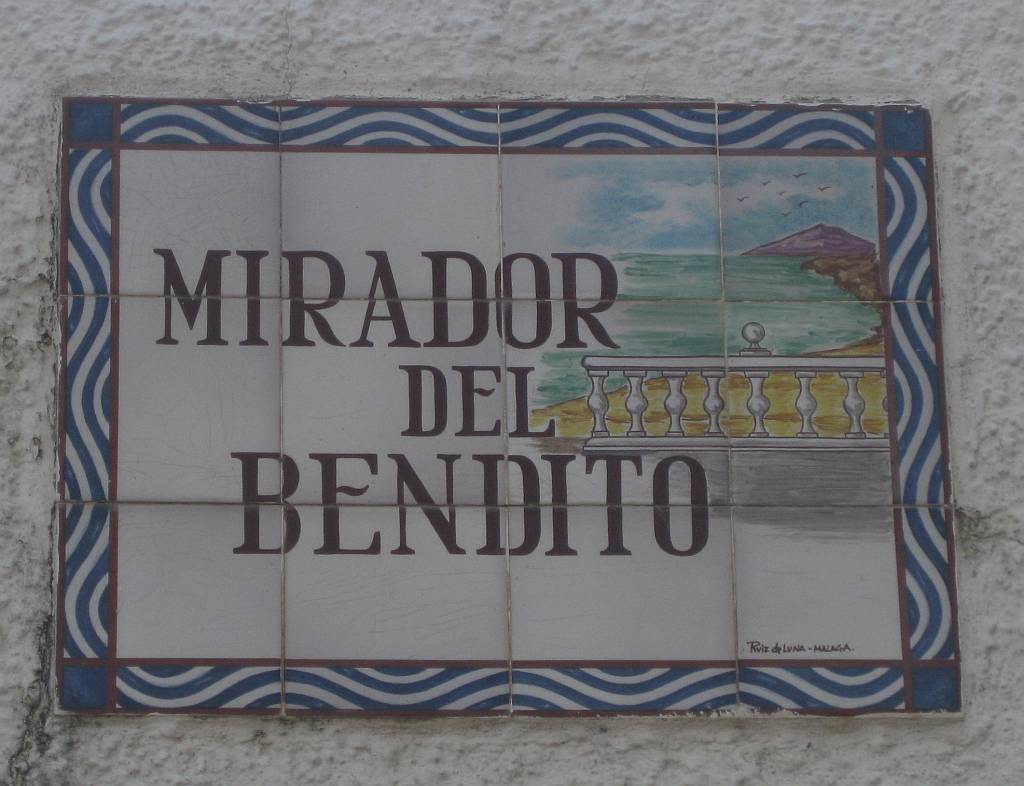 MIRADOR
DEL
BENDITO
Ruiz de LUNA - MALAGA